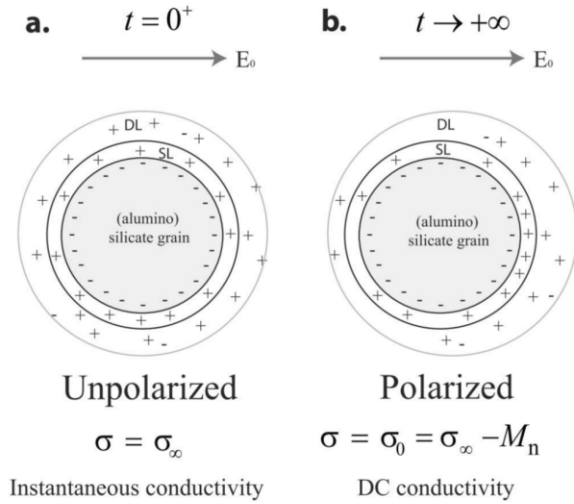 a. t = 0⁺
E₀
DL
SL
(alumino)
silicate grain
Unpolarized
σ = σ∞
Instantaneous conductivity
b. t → +∞
E₀
DL
SL
(alumino)
silicate grain
Polarized
σ = σ₀ = σ∞ − Mₙ
DC conductivity